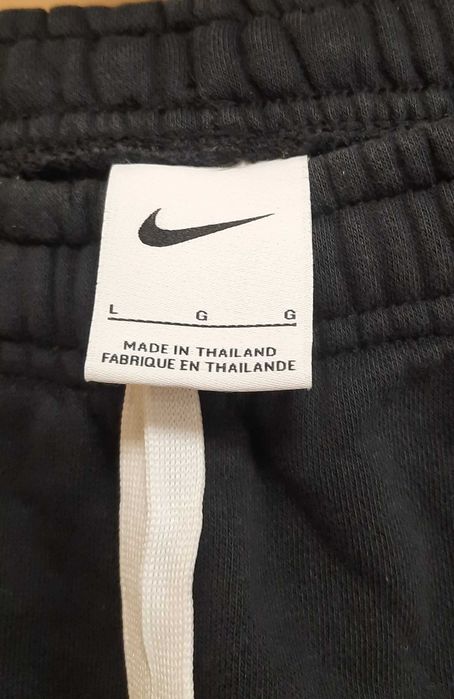 L G G
MADE IN THAILAND
FABRIQUE EN THAILANDE